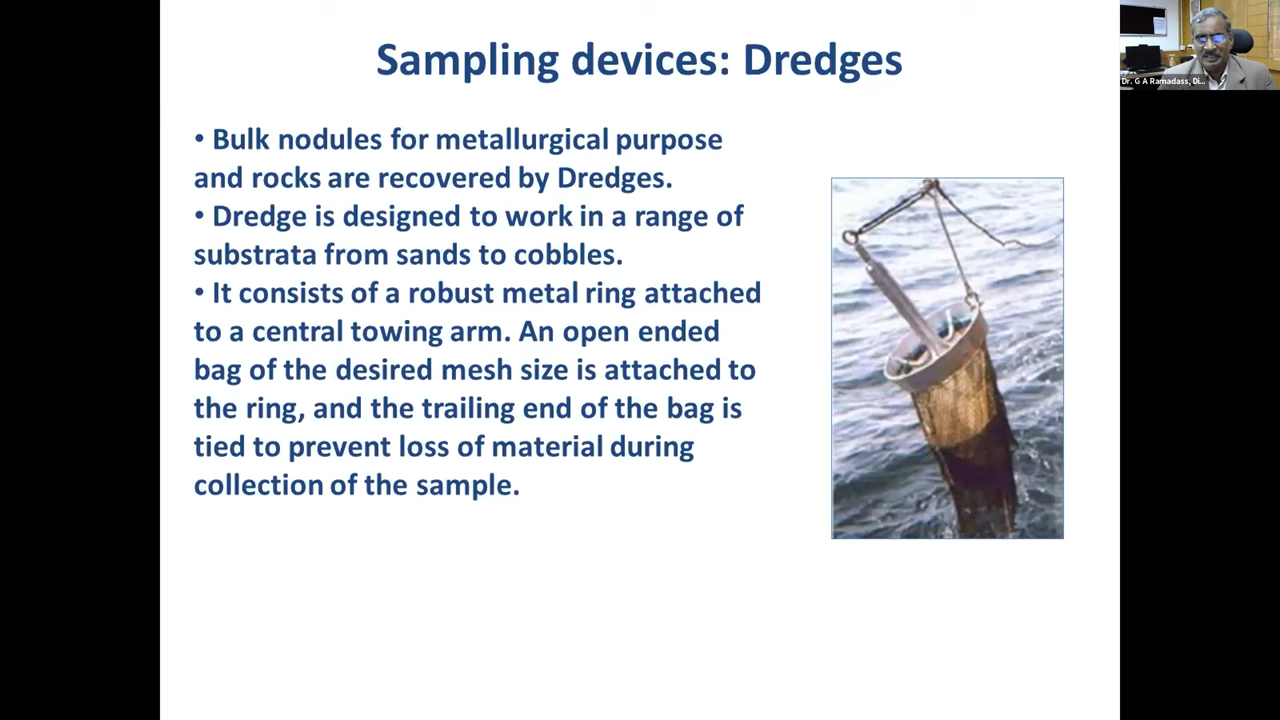 Sampling devices: Dredges
Dr. G A Ramadass, Di...
• Bulk nodules for metallurgical purpose
and rocks are recovered by Dredges.
• Dredge is designed to work in a range of
substrata from sands to cobbles.
• It consists of a robust metal ring attached
to a central towing arm. An open ended
bag of the desired mesh size is attached to
the ring, and the trailing end of the bag is
tied to prevent loss of material during
collection of the sample.